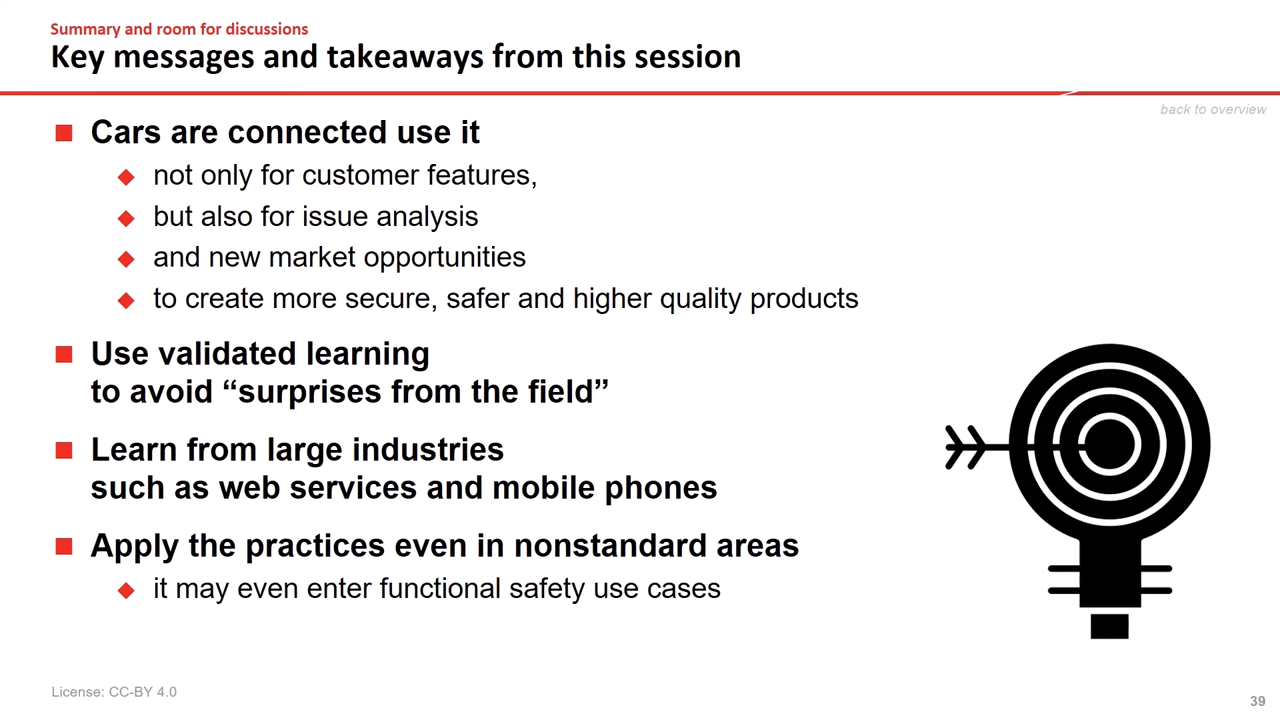 Summary and room for discussions
Key messages and takeaways from this session
back to overview
Cars are connected use it
not only for customer features,
but also for issue analysis
and new market opportunities
to create more secure, safer and higher quality products
Use validated learning
to avoid “surprises from the field”
Learn from large industries
such as web services and mobile phones
Apply the practices even in nonstandard areas
it may even enter functional safety use cases
License: CC-BY 4.0
39